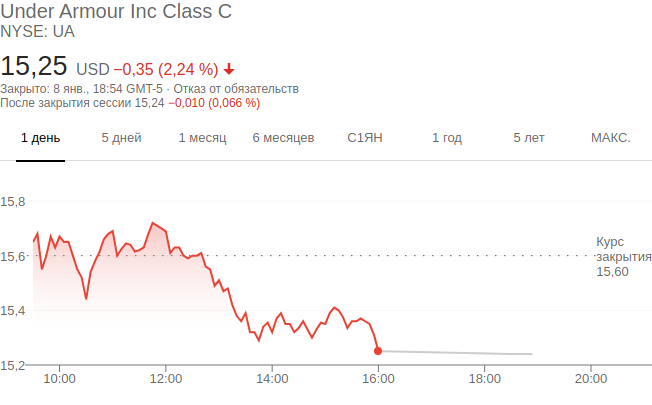 Under Armour Inc Class C
NYSE: UA
15,25 USD −0,35 (2,24 %)
Закрыто: 8 янв., 18:54 GMT-5 · Отказ от обязательств
После закрытия сессии 15,24 −0,010 (0,066 %)
1 день 5 дней 1 месяц 6 месяцев С1ЯН 1 год 5 лет МАКС.
15,8
15,6
Курс
закрытия
15,60
15,4
15,2
10:00 12:00 14:00 16:00 18:00 20:00